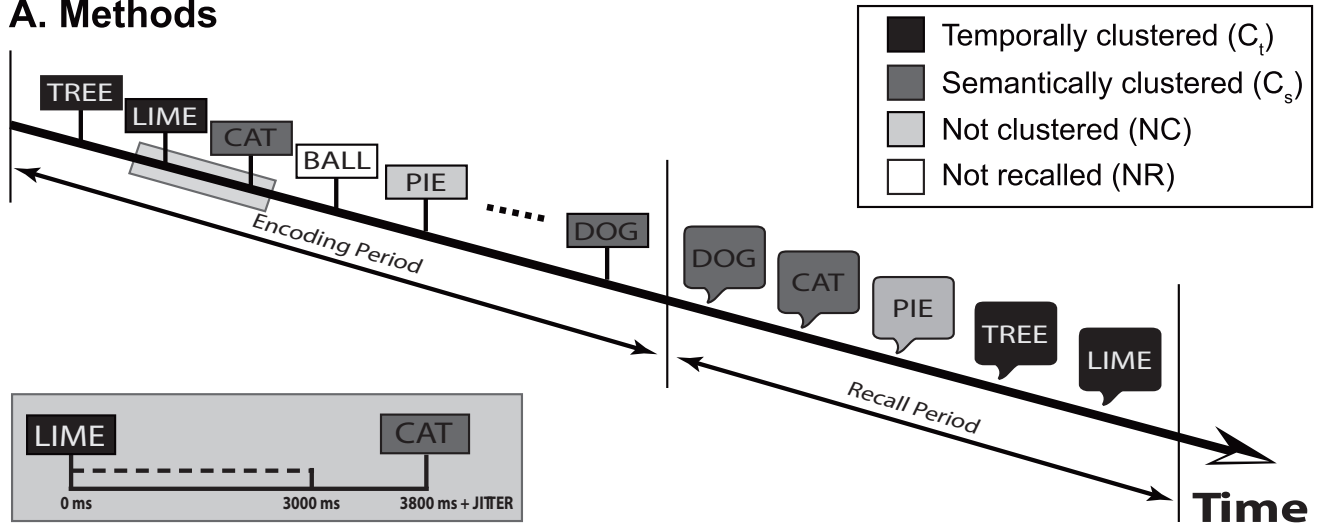 A. Methods
Temporally clustered (Ct)
Semantically clustered (Cs)
Not clustered (NC)
Not recalled (NR)
TREE
LIME
CAT
BALL
PIE
DOG
Encoding Period
DOG
CAT
PIE
TREE
LIME
Recall Period
LIME
CAT
0 ms
3000 ms
3800 ms + JITTER
Time